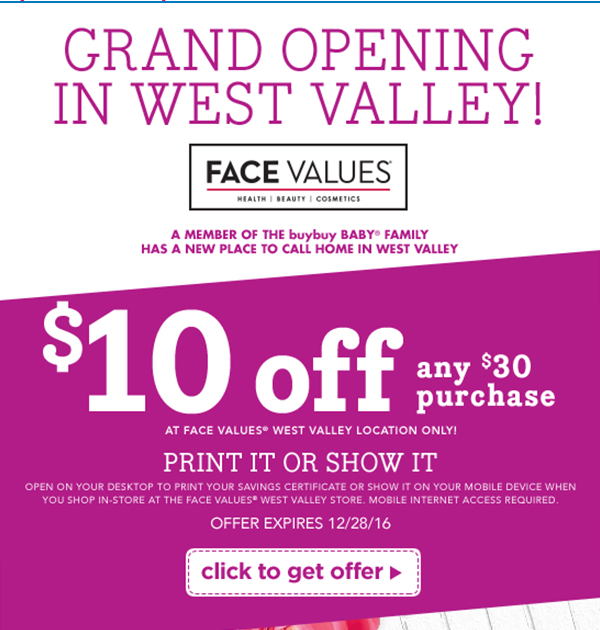 GRAND OPENING
IN WEST VALLEY!
FACE VALUES®
HEALTH | BEAUTY | COSMETICS
A MEMBER OF THE buybuy BABY® FAMILY
HAS A NEW PLACE TO CALL HOME IN WEST VALLEY
$10 off any $30
purchase
AT FACE VALUES® WEST VALLEY LOCATION ONLY!
PRINT IT OR SHOW IT
OPEN ON YOUR DESKTOP TO PRINT YOUR SAVINGS CERTIFICATE OR SHOW IT ON YOUR MOBILE DEVICE WHEN
YOU SHOP IN-STORE AT THE FACE VALUES® WEST VALLEY STORE. MOBILE INTERNET ACCESS REQUIRED.
OFFER EXPIRES 12/28/16
click to get offer ▸